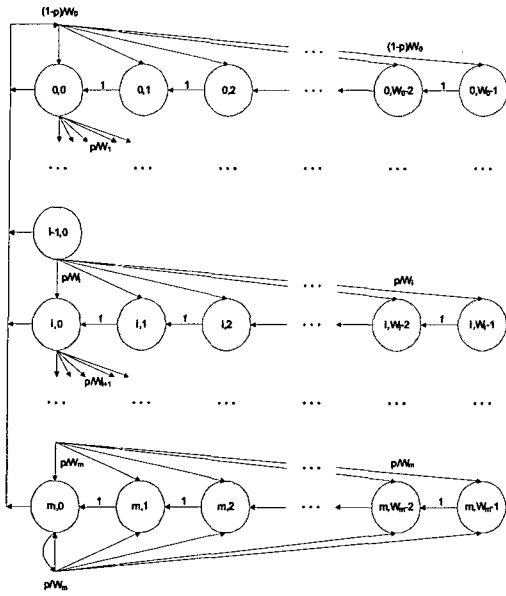 (1-p)/W₀
... (1-p)/W₀
0,0 1 0,1 1 0,2 ... 0,W₀-2 1 0,W₀-1
p/W₁
... ... ... ... ... ...
i-1,0
p/Wᵢ ... p/Wᵢ
i,0 1 i,1 1 i,2 ... i,Wᵢ-2 1 i,Wᵢ-1
p/Wᵢ₊₁
... ... ... ... ... ...
p/Wₘ ... p/Wₘ
m,0 1 m,1 1 m,2 ... m,Wₘ-2 1 m,Wₘ-1
p/Wₘ